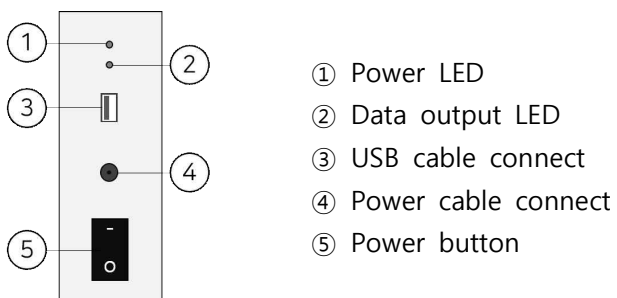 ①
②
③
④
⑤
-
O
① Power LED
② Data output LED
③ USB cable connect
④ Power cable connect
⑤ Power button